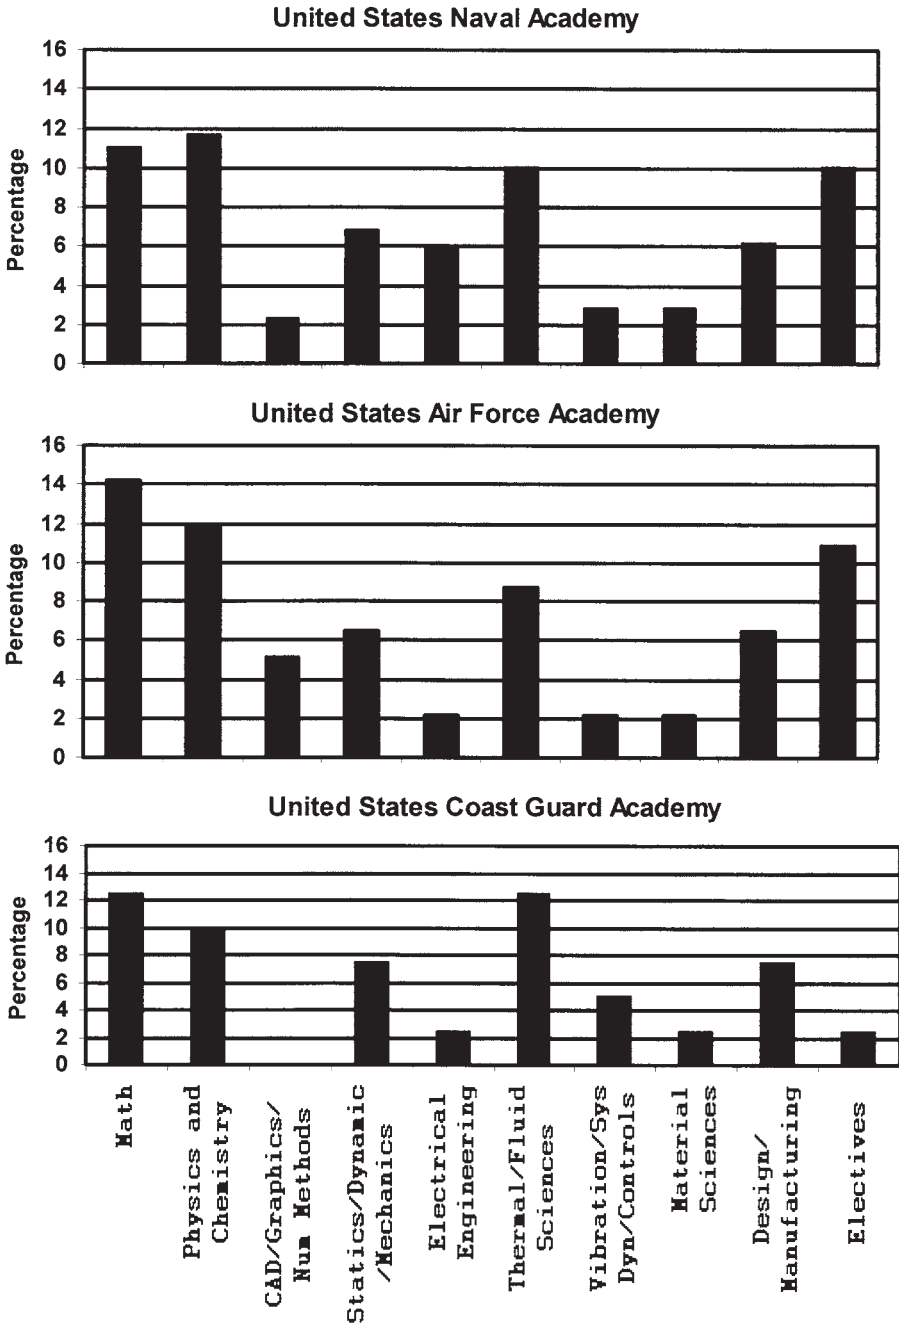 United States Naval Academy
16
14
12
10
8
6
4
2
0
Percentage
United States Air Force Academy
16
14
12
10
8
6
4
2
0
Percentage
United States Coast Guard Academy
16
14
12
10
8
6
4
2
0
Percentage
Math
Physics and
Chemistry
CAD/Graphics/
Num Methods
Statics/Dynamic
/Mechanics
Electrical
Engineering
Thermal/Fluid
Sciences
Vibration/Sys
Dyn/Controls
Material
Sciences
Design/
Manufacturing
Electives